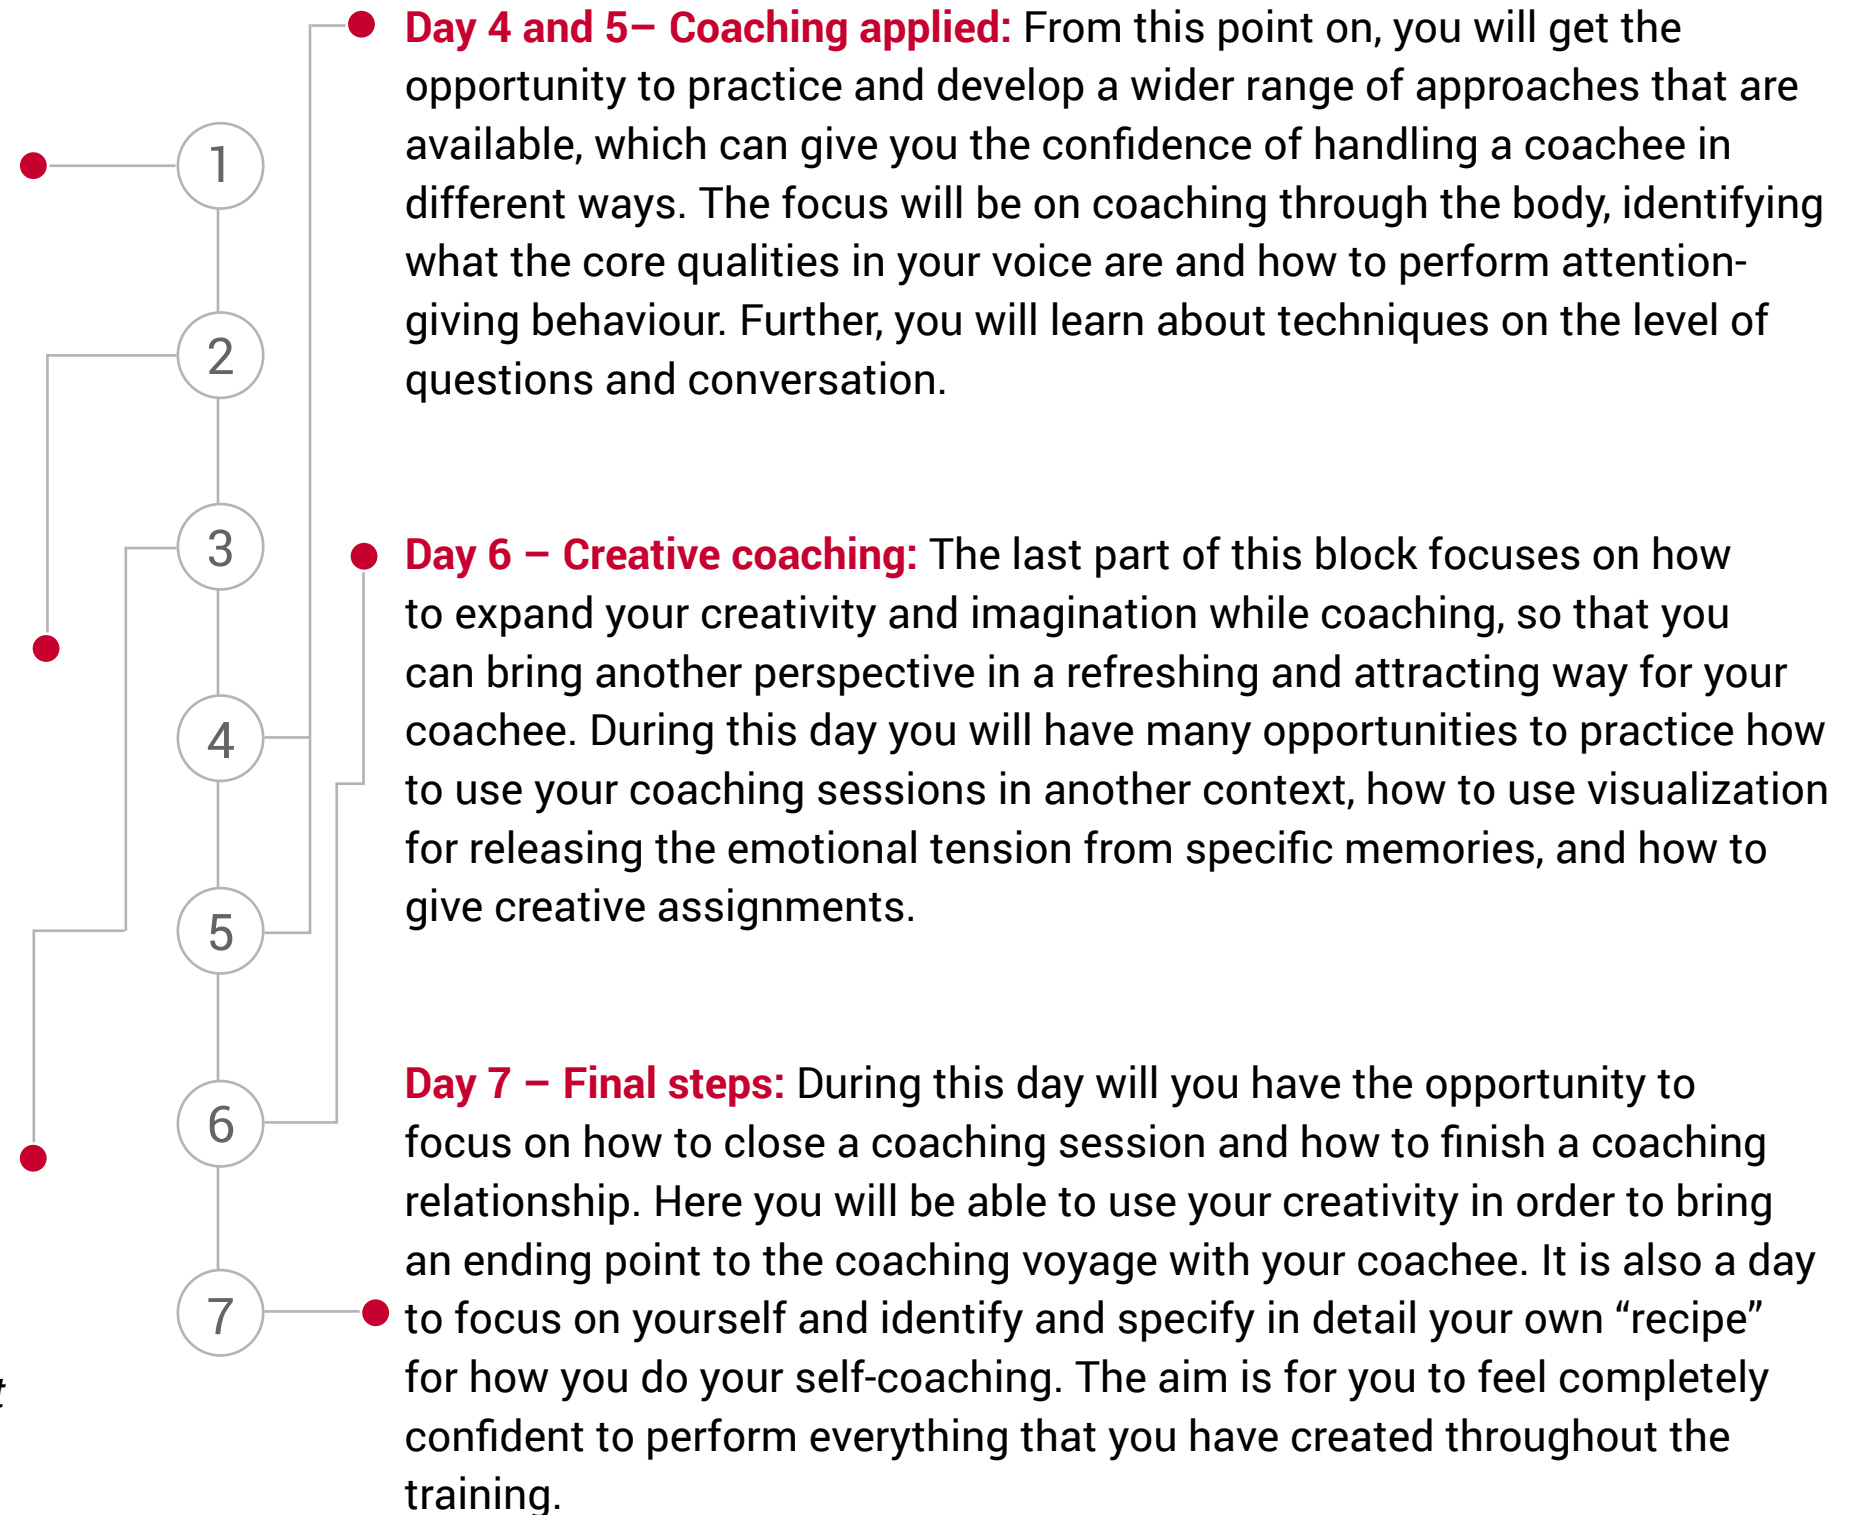 Day 4 and 5– Coaching applied: From this point on, you will get the
opportunity to practice and develop a wider range of approaches that are
available, which can give you the confidence of handling a coachee in
different ways. The focus will be on coaching through the body, identifying
what the core qualities in your voice are and how to perform attention-
giving behaviour. Further, you will learn about techniques on the level of
questions and conversation.
1
2
3
4
5
6
7
Day 6 – Creative coaching: The last part of this block focuses on how
to expand your creativity and imagination while coaching, so that you
can bring another perspective in a refreshing and attracting way for your
coachee. During this day you will have many opportunities to practice how
to use your coaching sessions in another context, how to use visualization
for releasing the emotional tension from specific memories, and how to
give creative assignments.
Day 7 – Final steps: During this day will you have the opportunity to
focus on how to close a coaching session and how to finish a coaching
relationship. Here you will be able to use your creativity in order to bring
an ending point to the coaching voyage with your coachee. It is also a day
to focus on yourself and identify and specify in detail your own “recipe”
for how you do your self-coaching. The aim is for you to feel completely
confident to perform everything that you have created throughout the
training.